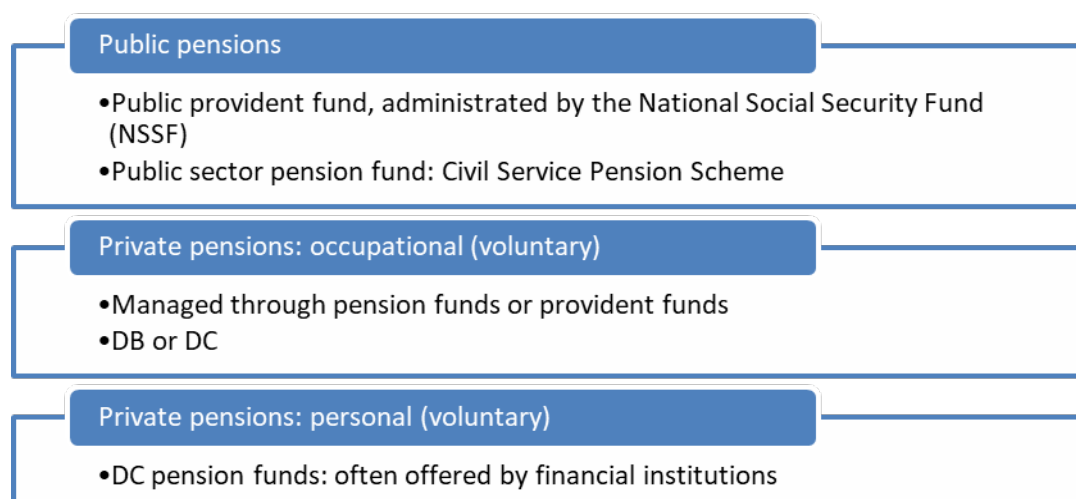 Public pensions
•Public provident fund, administrated by the National Social Security Fund
(NSSF)
•Public sector pension fund: Civil Service Pension Scheme
Private pensions: occupational (voluntary)
•Managed through pension funds or provident funds
•DB or DC
Private pensions: personal (voluntary)
•DC pension funds: often offered by financial institutions